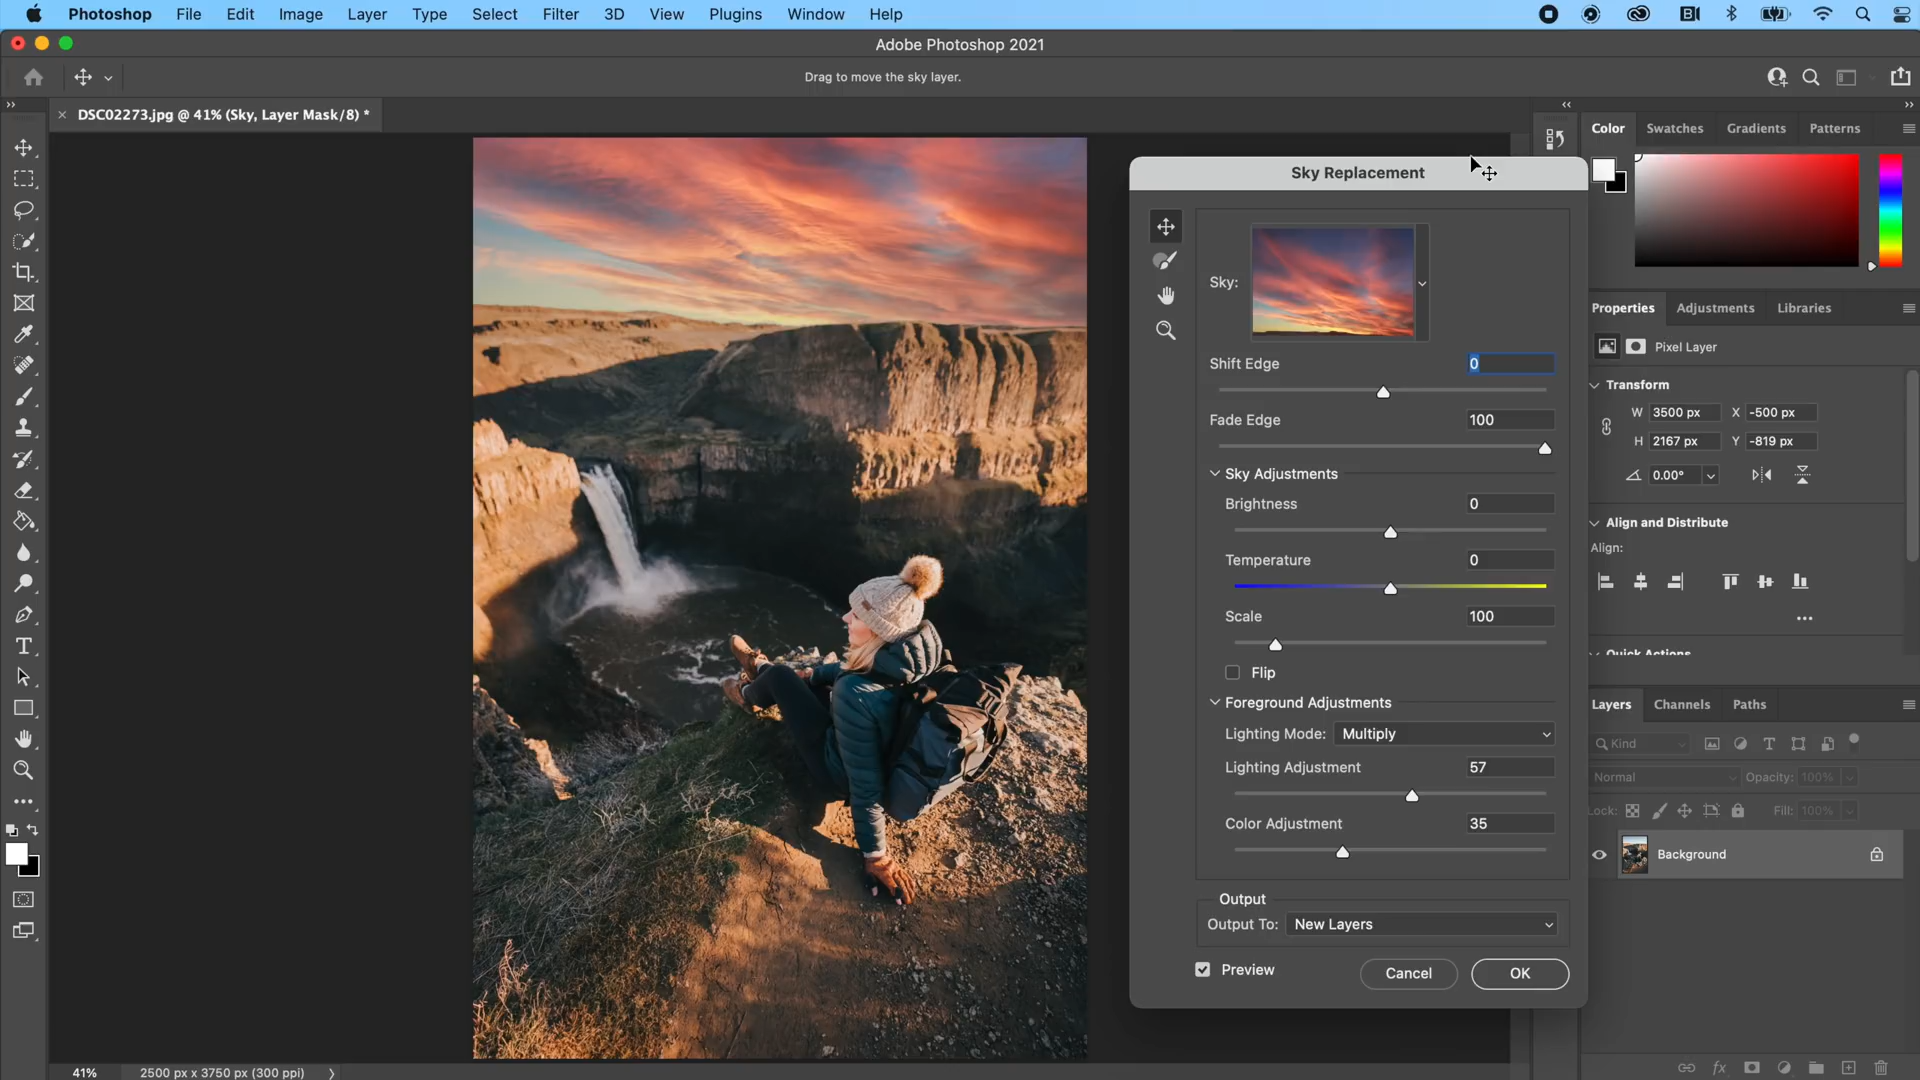 Photoshop File Edit Image Layer Type Select Filter 3D View Plugins Window Help
Adobe Photoshop 2021
Drag to move the sky layer.
DSC02273.jpg @ 41% (Sky, Layer Mask/8) *
Sky Replacement
Sky:
Shift Edge 0
Fade Edge 100
Sky Adjustments
Brightness 0
Temperature 0
Scale 100
Flip
Foreground Adjustments
Lighting Mode: Multiply
Lighting Adjustment 57
Color Adjustment 35
Output
Output To: New Layers
Preview Cancel OK
Color Swatches Gradients Patterns
Properties Adjustments Libraries
Pixel Layer
Transform
W 3500 px X -500 px
H 2167 px Y -819 px
0.00°
Align and Distribute
Align:
Quick Actions
Layers Channels Paths
Kind
Normal Opacity: 100%
Lock: Fill: 100%
Background
fx
41% 2500 px x 3750 px (300 ppi)